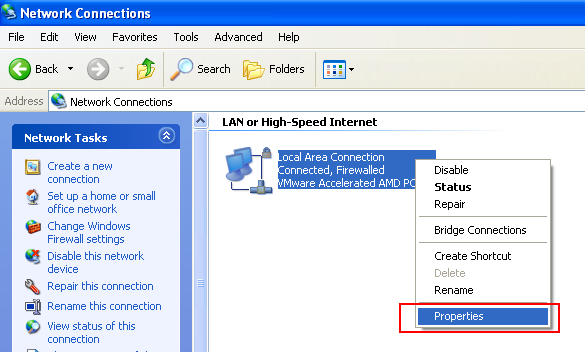 Network Connections
File Edit View Favorites Tools Advanced Help
Back Search Folders
Address Network Connections
Network Tasks
Create a new
connection
Set up a home or small
office network
Change Windows
Firewall settings
Disable this network
device
Repair this connection
Rename this connection
View status of this
connection
LAN or High-Speed Internet
Local Area Connection
Connected, Firewalled
VMware Accelerated AMD PC
Disable
Status
Repair
Bridge Connections
Create Shortcut
Delete
Rename
Properties